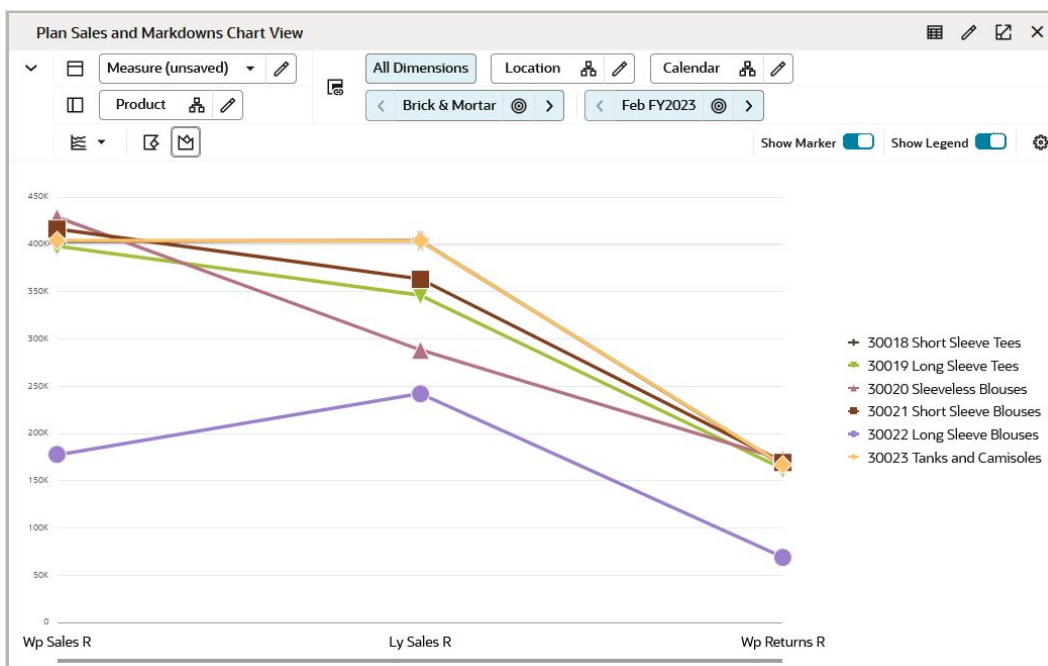 Plan Sales and Markdowns Chart View
Measure (unsaved)
All Dimensions
Location
Calendar
Product
Brick & Mortar
Feb FY2023
Show Marker
Show Legend
450K
400K
350K
300K
250K
200K
150K
100K
50K
0
Wp Sales R
Ly Sales R
Wp Returns R
30018 Short Sleeve Tees
30019 Long Sleeve Tees
30020 Sleeveless Blouses
30021 Short Sleeve Blouses
30022 Long Sleeve Blouses
30023 Tanks and Camisoles